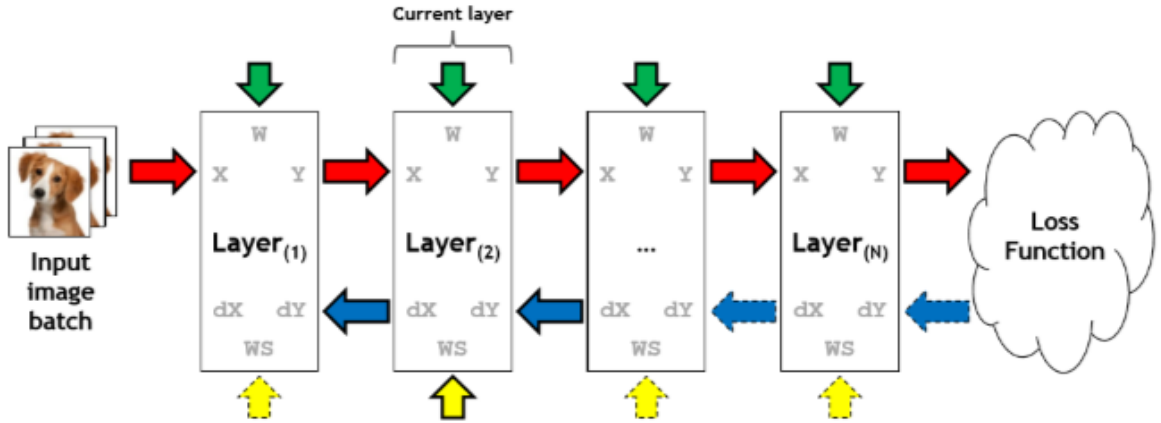 Current layer
W
W
W
W
X Y
X Y
X Y
X Y
Layer(1)
Layer(2)
...
Layer(N)
Loss
Function
Input
image
batch
dX dY
dX dY
dX dY
dX dY
WS
WS
WS
WS